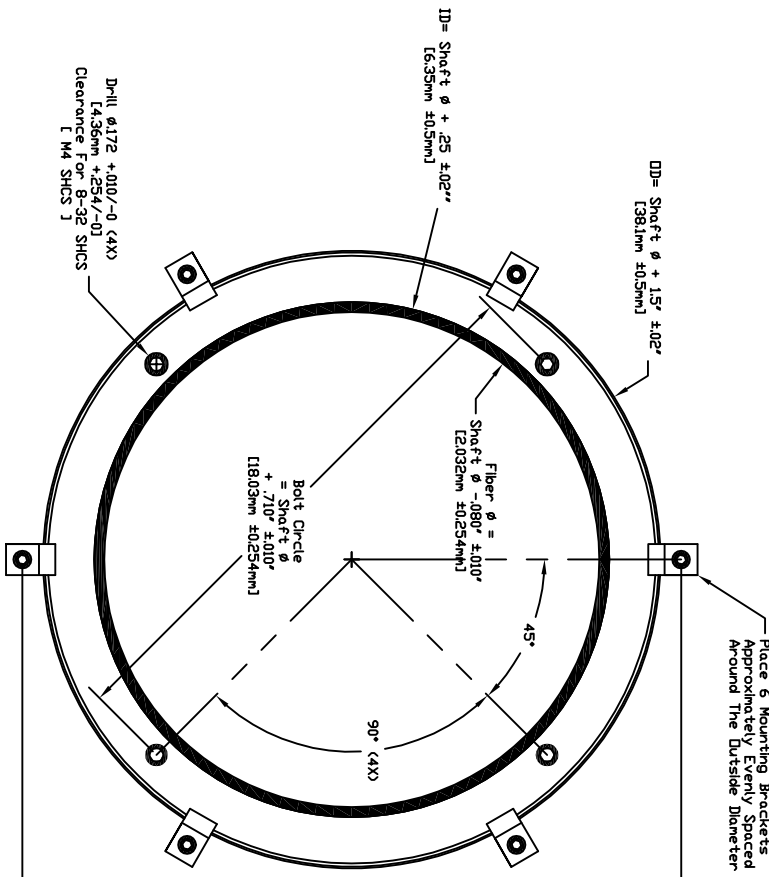 Place 6 Mounting Brackets
Approximately Evenly Spaced
Around The Outside Diameter
OD= Shaft ø + 1.5" ±.02"
[38.1mm ±0.5mm]
ID= Shaft ø + .25 ±.02"
[6.35mm ±0.5mm]
Fiber ø =
Shaft ø -.080" ±.010"
[2.032mm ±0.254mm]
45°
90° (4X)
Bolt Circle
= Shaft ø
+ .710" ±.010"
[18.03mm ±0.254mm]
Drill ø.172 +.010/-0 (4X)
[4.36mm +.254/-0]
Clearance For 8-32 SHCS
[ M4 SHCS ]